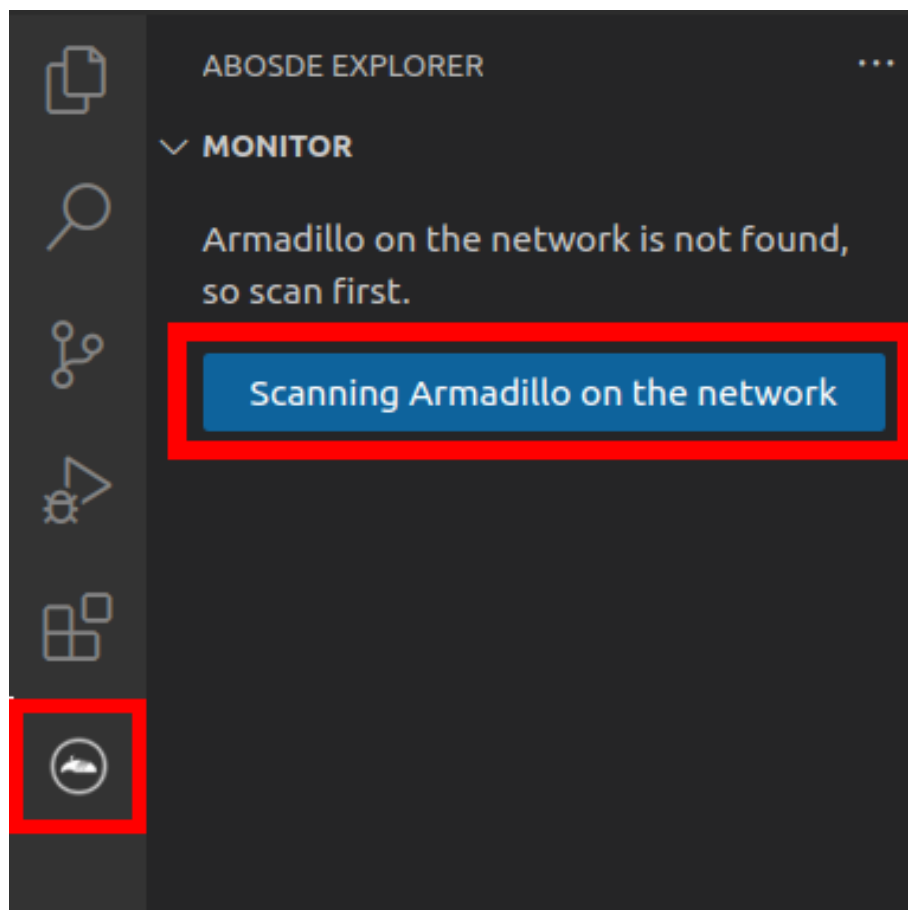 ABOSDE EXPLORER
MONITOR
Armadillo on the network is not found,
so scan first.
Scanning Armadillo on the network